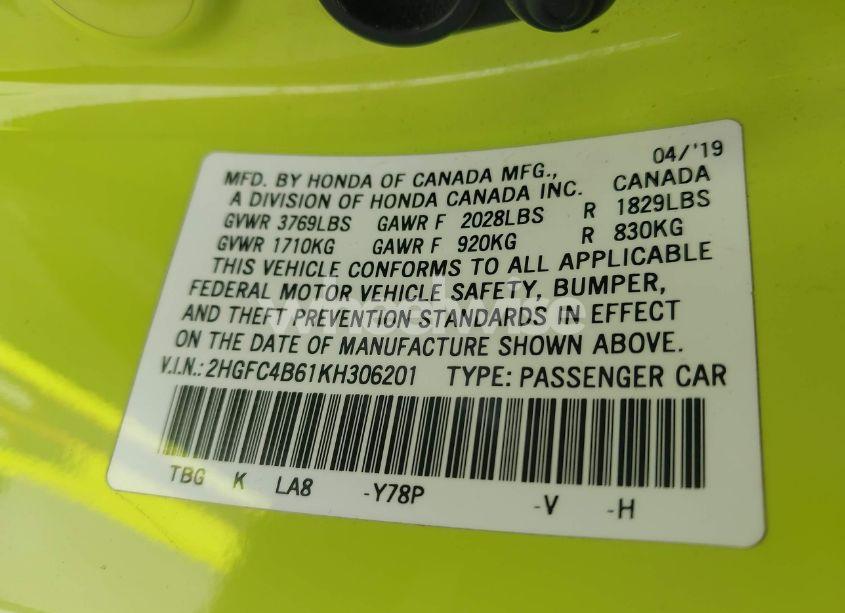 04/'19
MFD. BY HONDA OF CANADA MFG.,
A DIVISION OF HONDA CANADA INC. CANADA
GVWR 3769LBS GAWR F 2028LBS R 1829LBS
GVWR 1710KG GAWR F 920KG R 830KG
THIS VEHICLE CONFORMS TO ALL APPLICABLE
FEDERAL MOTOR VEHICLE SAFETY, BUMPER,
AND THEFT PREVENTION STANDARDS IN EFFECT
ON THE DATE OF MANUFACTURE SHOWN ABOVE.
V.I.N.: 2HGFC4B61KH306201 TYPE: PASSENGER CAR
TBG K LA8 -Y78P -V -H